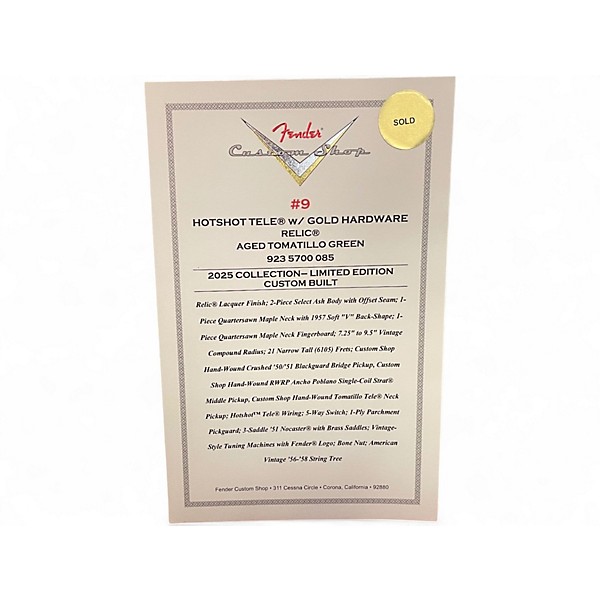 SOLD
Fender
Custom Shop
#9
HOTSHOT TELE® w/ GOLD HARDWARE
RELIC®
AGED TOMATILLO GREEN
923 5700 085
2025 COLLECTION– LIMITED EDITION
CUSTOM BUILT
Relic® Lacquer Finish; 2-Piece Select Ash Body with Offset Seam; 1-
Piece Quartersawn Maple Neck with 1957 Soft "V" Back-Shape; 1-
Piece Quartersawn Maple Neck Fingerboard; 7.25" to 9.5" Vintage
Compound Radius; 21 Narrow Tall (6105) Frets; Custom Shop
Hand-Wound Crushed '50/'51 Blackguard Bridge Pickup, Custom
Shop Hand-Wound RWRP Ancho Poblano Single-Coil Strat®
Middle Pickup, Custom Shop Hand-Wound Tomatillo Tele® Neck
Pickup; Hotshot™ Tele® Wiring; 5-Way Switch; 1-Ply Parchment
Pickguard; 3-Saddle '51 Nocaster® with Brass Saddles; Vintage-
Style Tuning Machines with Fender® Logo; Bone Nut; American
Vintage '56-'58 String Tree
Fender Custom Shop • 311 Cessna Circle • Corona, California • 92880